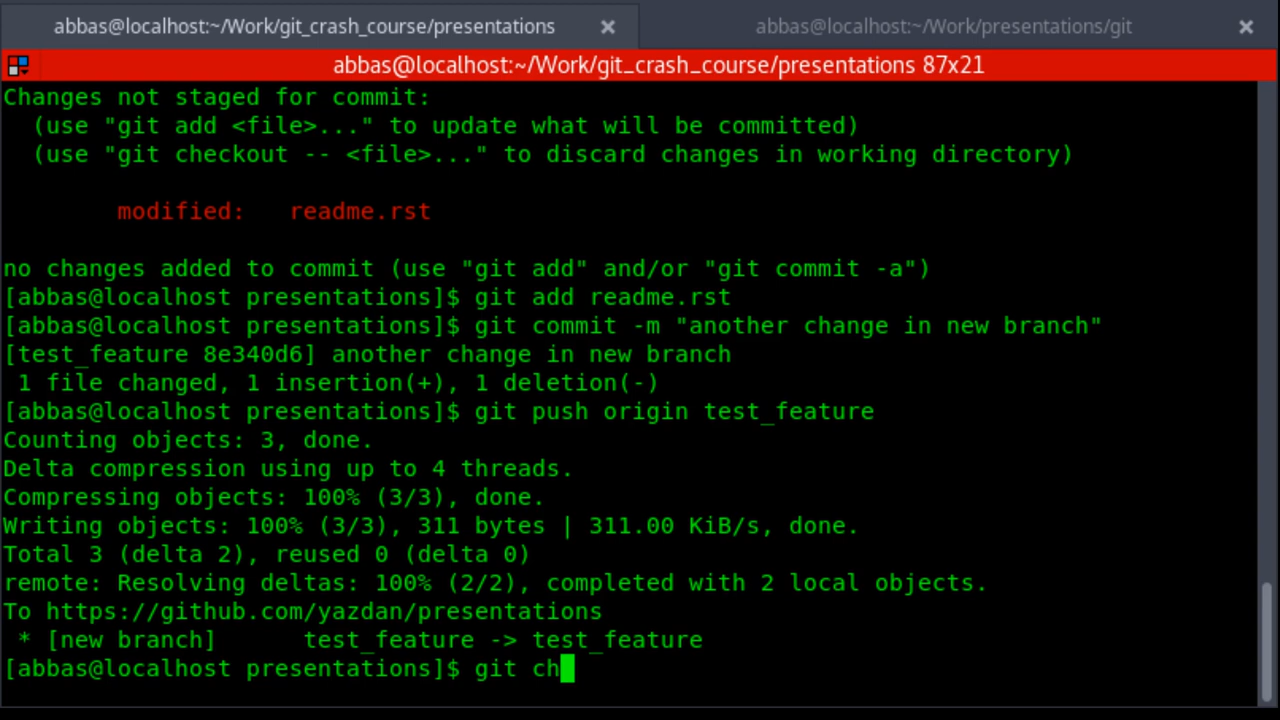 abbas@localhost:~/Work/git_crash_course/presentations
abbas@localhost:~/Work/presentations/git
abbas@localhost:~/Work/git_crash_course/presentations 87x21
Changes not staged for commit:
  (use "git add <file>..." to update what will be committed)
  (use "git checkout -- <file>..." to discard changes in working directory)
        modified:   readme.rst
no changes added to commit (use "git add" and/or "git commit -a")
[abbas@localhost presentations]$ git add readme.rst
[abbas@localhost presentations]$ git commit -m "another change in new branch"
[test_feature 8e340d6] another change in new branch
 1 file changed, 1 insertion(+), 1 deletion(-)
[abbas@localhost presentations]$ git push origin test_feature
Counting objects: 3, done.
Delta compression using up to 4 threads.
Compressing objects: 100% (3/3), done.
Writing objects: 100% (3/3), 311 bytes | 311.00 KiB/s, done.
Total 3 (delta 2), reused 0 (delta 0)
remote: Resolving deltas: 100% (2/2), completed with 2 local objects.
To https://github.com/yazdan/presentations
 * [new branch]      test_feature -> test_feature
[abbas@localhost presentations]$ git ch